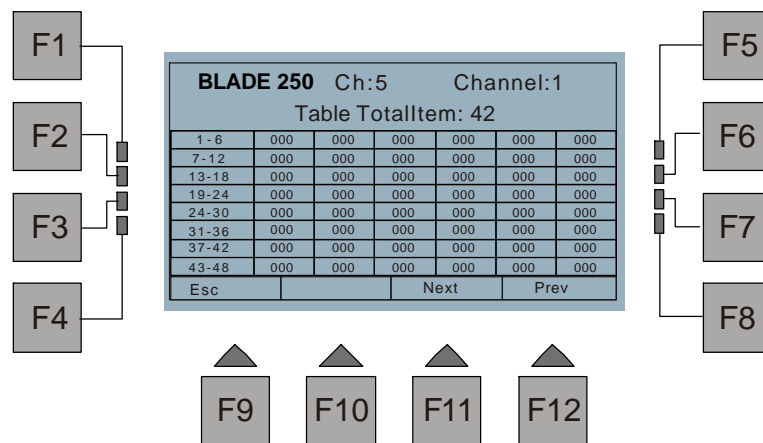 F1
F5
BLADE 250 Ch:5 Channel:1
Table TotalItem: 42
F2
F6
1-6 000 000 000 000 000 000
7-12 000 000 000 000 000 000
13-18 000 000 000 000 000 000
19-24 000 000 000 000 000 000
24-30 000 000 000 000 000 000
31-36 000 000 000 000 000 000
37-42 000 000 000 000 000 000
43-48 000 000 000 000 000 000
Esc Next Prev
F3
F7
F4
F8
F9 F10 F11 F12